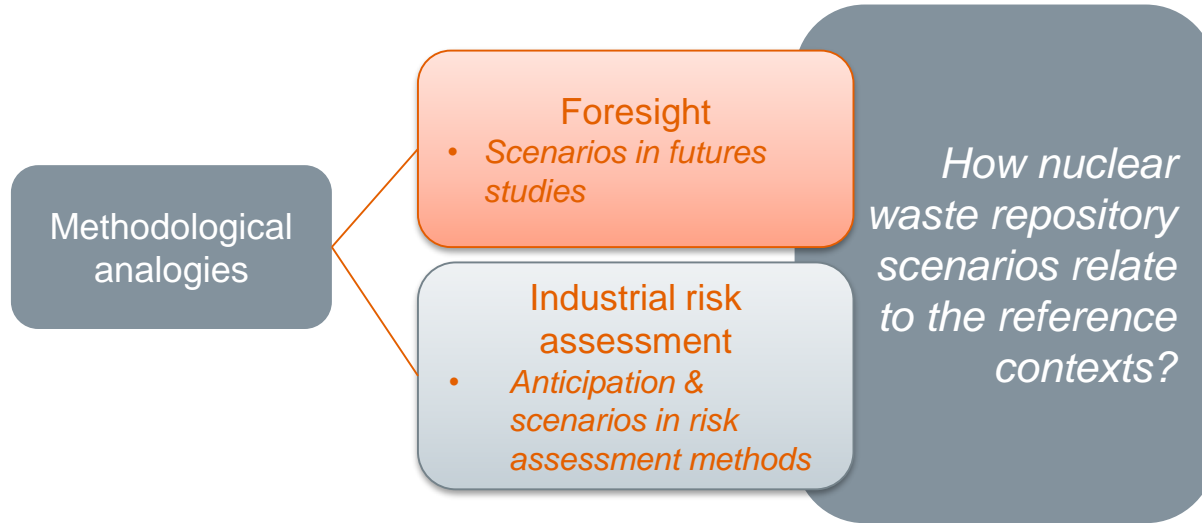 Methodological
analogies
Foresight
• Scenarios in futures
studies
Industrial risk
assessment
• Anticipation &
scenarios in risk
assessment methods
How nuclear
waste repository
scenarios relate
to the reference
contexts?